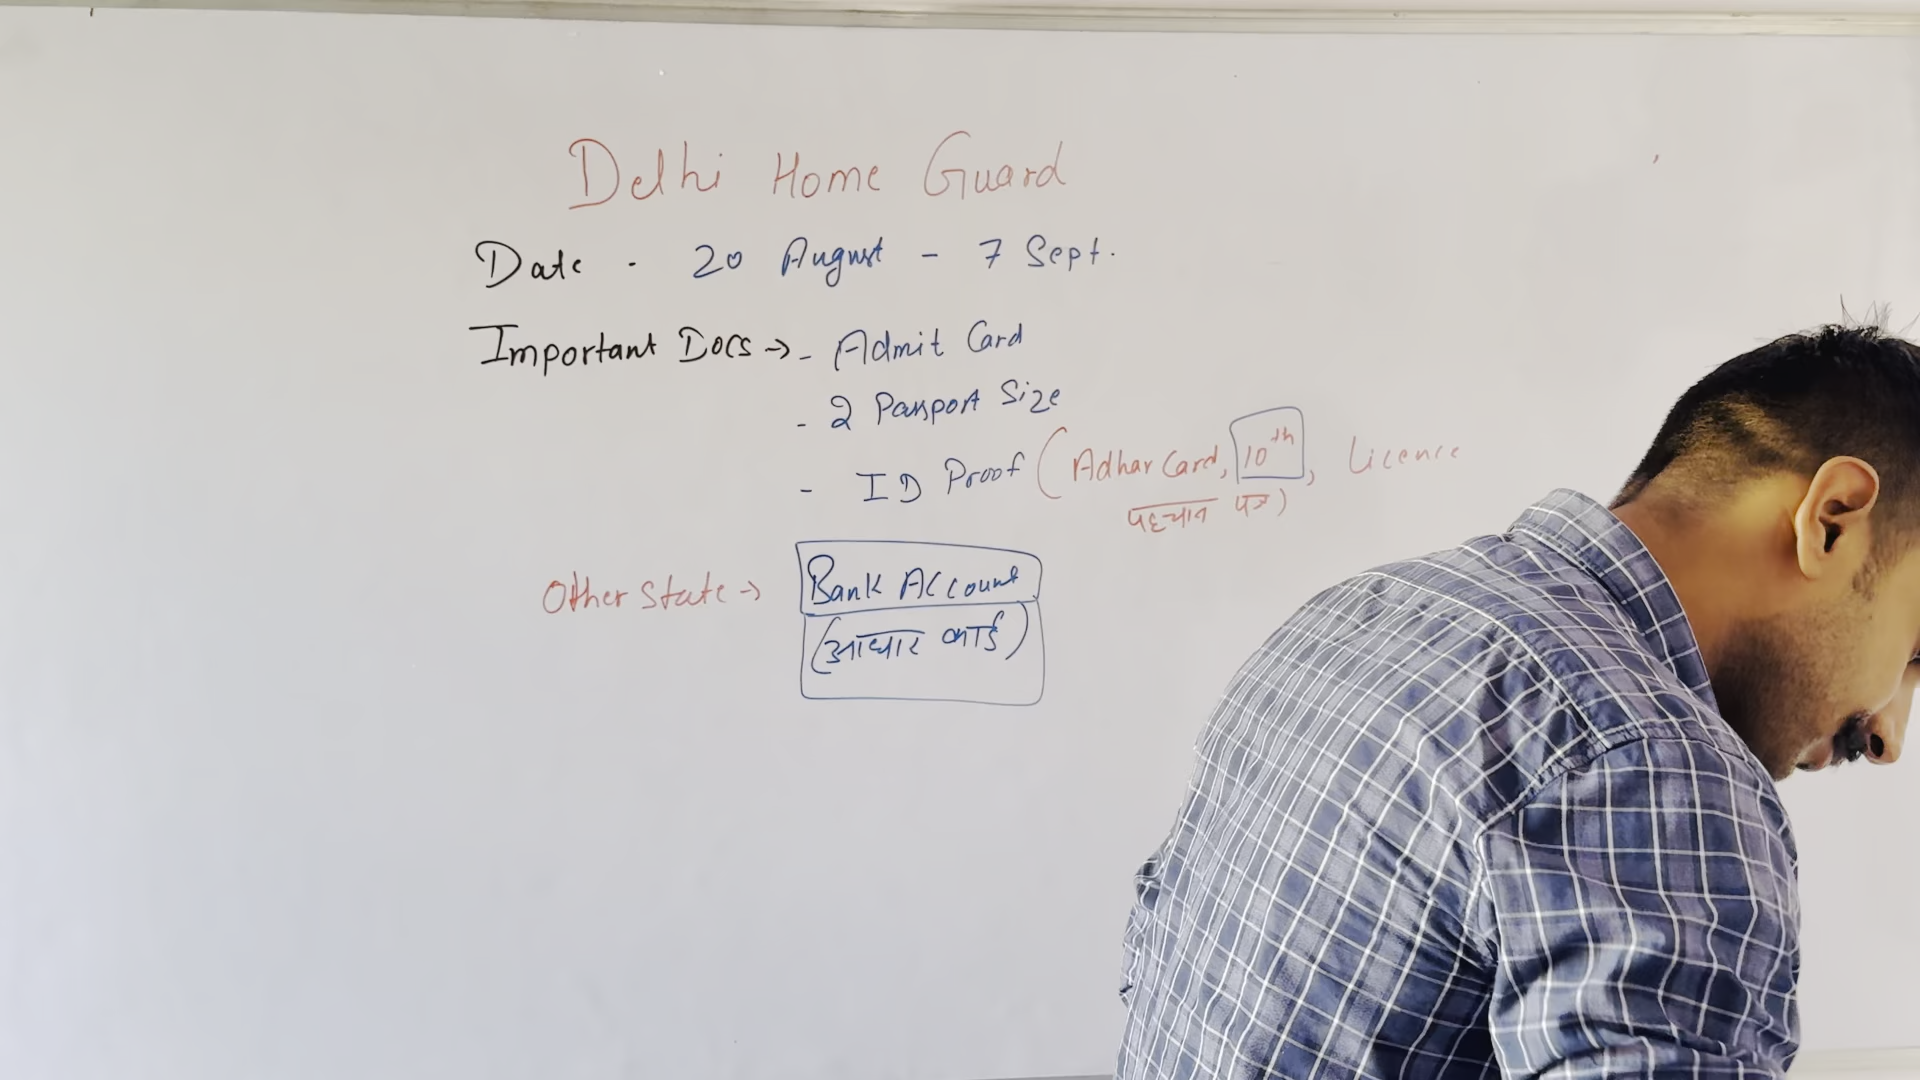 Delhi Home Guard
Date - 20 August - 7 Sept.
Important Docs → - Admit Card
- 2 Passport Size
- ID Proof (Adhar Card, 10th, Licence
पहचान पत्र)
Other State → Bank Account
(आधार कार्ड)